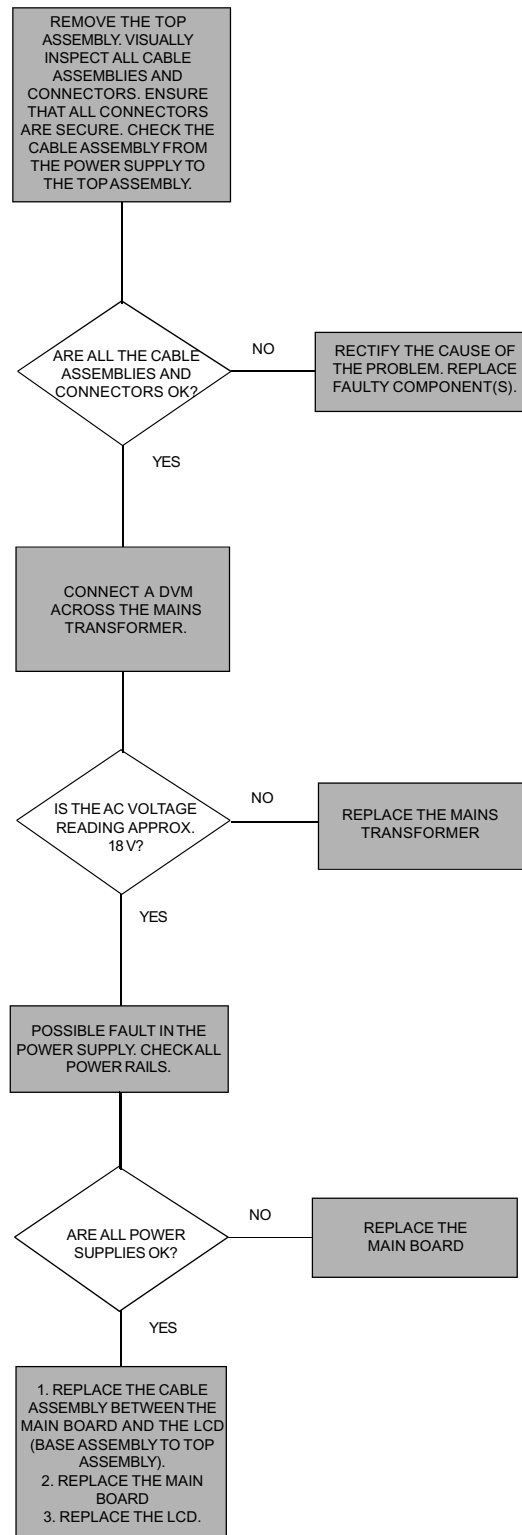 REMOVE THE TOP
ASSEMBLY. VISUALLY
INSPECT ALL CABLE
ASSEMBLIES AND
CONNECTORS. ENSURE
THAT ALL CONNECTORS
ARE SECURE. CHECK THE
CABLE ASSEMBLY FROM
THE POWER SUPPLY TO
THE TOP ASSEMBLY.
ARE ALL THE CABLE
ASSEMBLIES AND
CONNECTORS OK?
NO
RECTIFY THE CAUSE OF
THE PROBLEM. REPLACE
FAULTY COMPONENT(S).
YES
CONNECT A DVM
ACROSS THE MAINS
TRANSFORMER.
IS THE AC VOLTAGE
READING APPROX.
18 V?
NO
REPLACE THE MAINS
TRANSFORMER
YES
POSSIBLE FAULT IN THE
POWER SUPPLY. CHECK ALL
POWER RAILS.
ARE ALL POWER
SUPPLIES OK?
NO
REPLACE THE
MAIN BOARD
YES
1. REPLACE THE CABLE
ASSEMBLY BETWEEN THE
MAIN BOARD AND THE LCD
(BASE ASSEMBLY TO TOP
ASSEMBLY).
2. REPLACE THE MAIN
BOARD
3. REPLACE THE LCD.